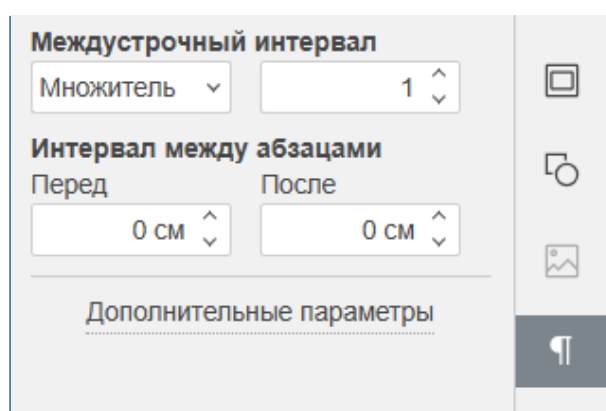 Междустрочный интервал
Множитель 1
Интервал между абзацами
Перед После
0 см 0 см
Дополнительные параметры
¶